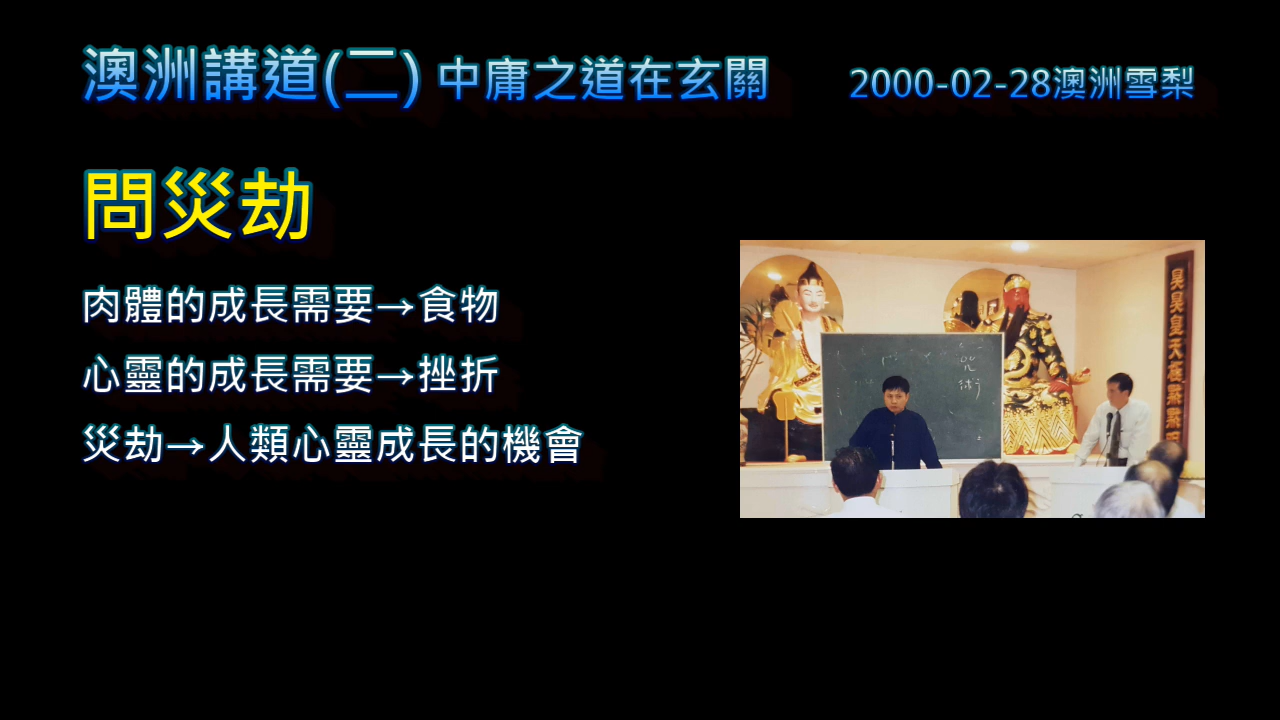 澳洲講道(二) 中庸之道在玄關 2000-02-28澳洲雪梨
問災劫
肉體的成長需要→食物
心靈的成長需要→挫折
災劫→人類心靈成長的機會
咒術